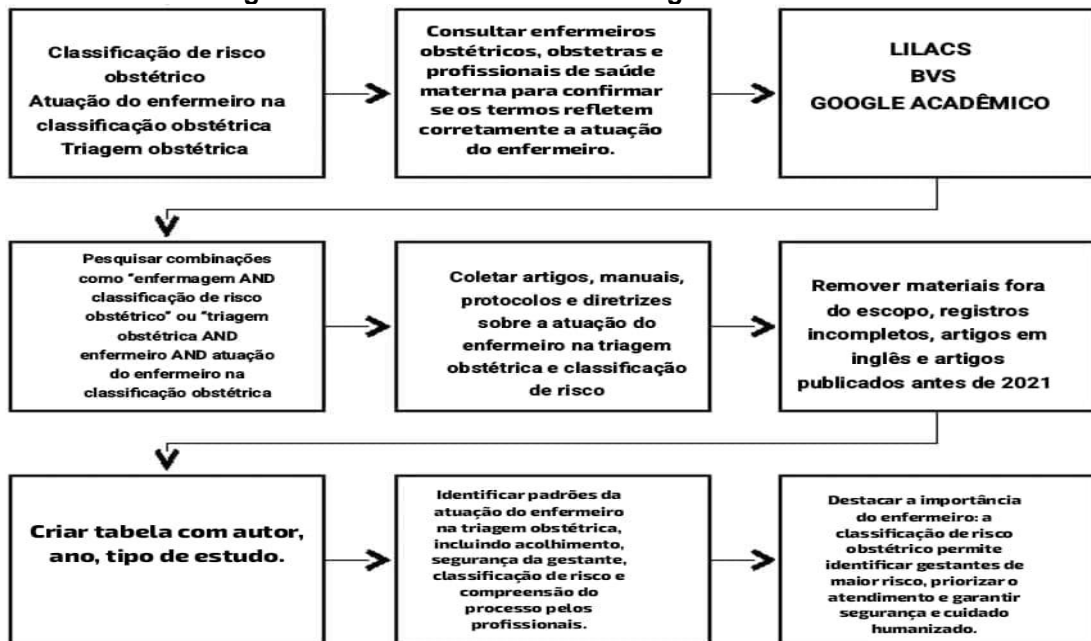 Classificação de risco
obstétrico
Atuação do enfermeiro na
classificação obstétrica
Triagem obstétrica
Consultar enfermeiros
obstétricos, obstetras e
profissionais de saúde
materna para confirmar
se os termos refletem
corretamente a atuação
do enfermeiro.
LILACS
BVS
GOOGLE ACADÊMICO
Pesquisar combinações
como "enfermagem AND
classificação de risco
obstétrico" ou "triagem
obstétrica AND
enfermeiro AND atuação
do enfermeiro na
classificação obstétrica
Coletar artigos, manuais,
protocolos e diretrizes
sobre a atuação do
enfermeiro na triagem
obstétrica e classificação
de risco
Remover materiais fora
do escopo, registros
incompletos, artigos em
inglês e artigos
publicados antes de 2021
Criar tabela com autor,
ano, tipo de estudo.
Identificar padrões da
atuação do enfermeiro
na triagem obstétrica,
incluindo acolhimento,
segurança da gestante,
classificação de risco e
compreensão do
processo pelos
profissionais.
Destacar a importância
do enfermeiro: a
classificação de risco
obstétrico permite
identificar gestantes de
maior risco, priorizar o
atendimento e garantir
segurança e cuidado
humanizado.